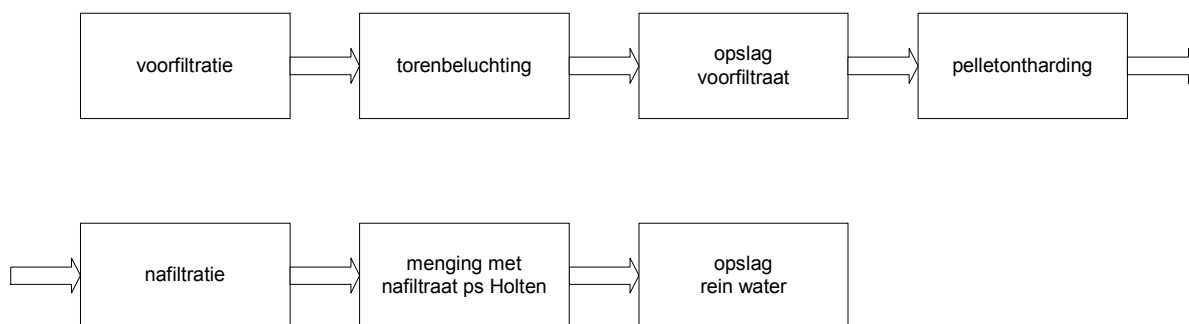 voorfiltratie
torenbeluchting
opslag
voorfiltraat
pelletontharding
nafiltratie
menging met
nafiltraat ps Holten
opslag
rein water